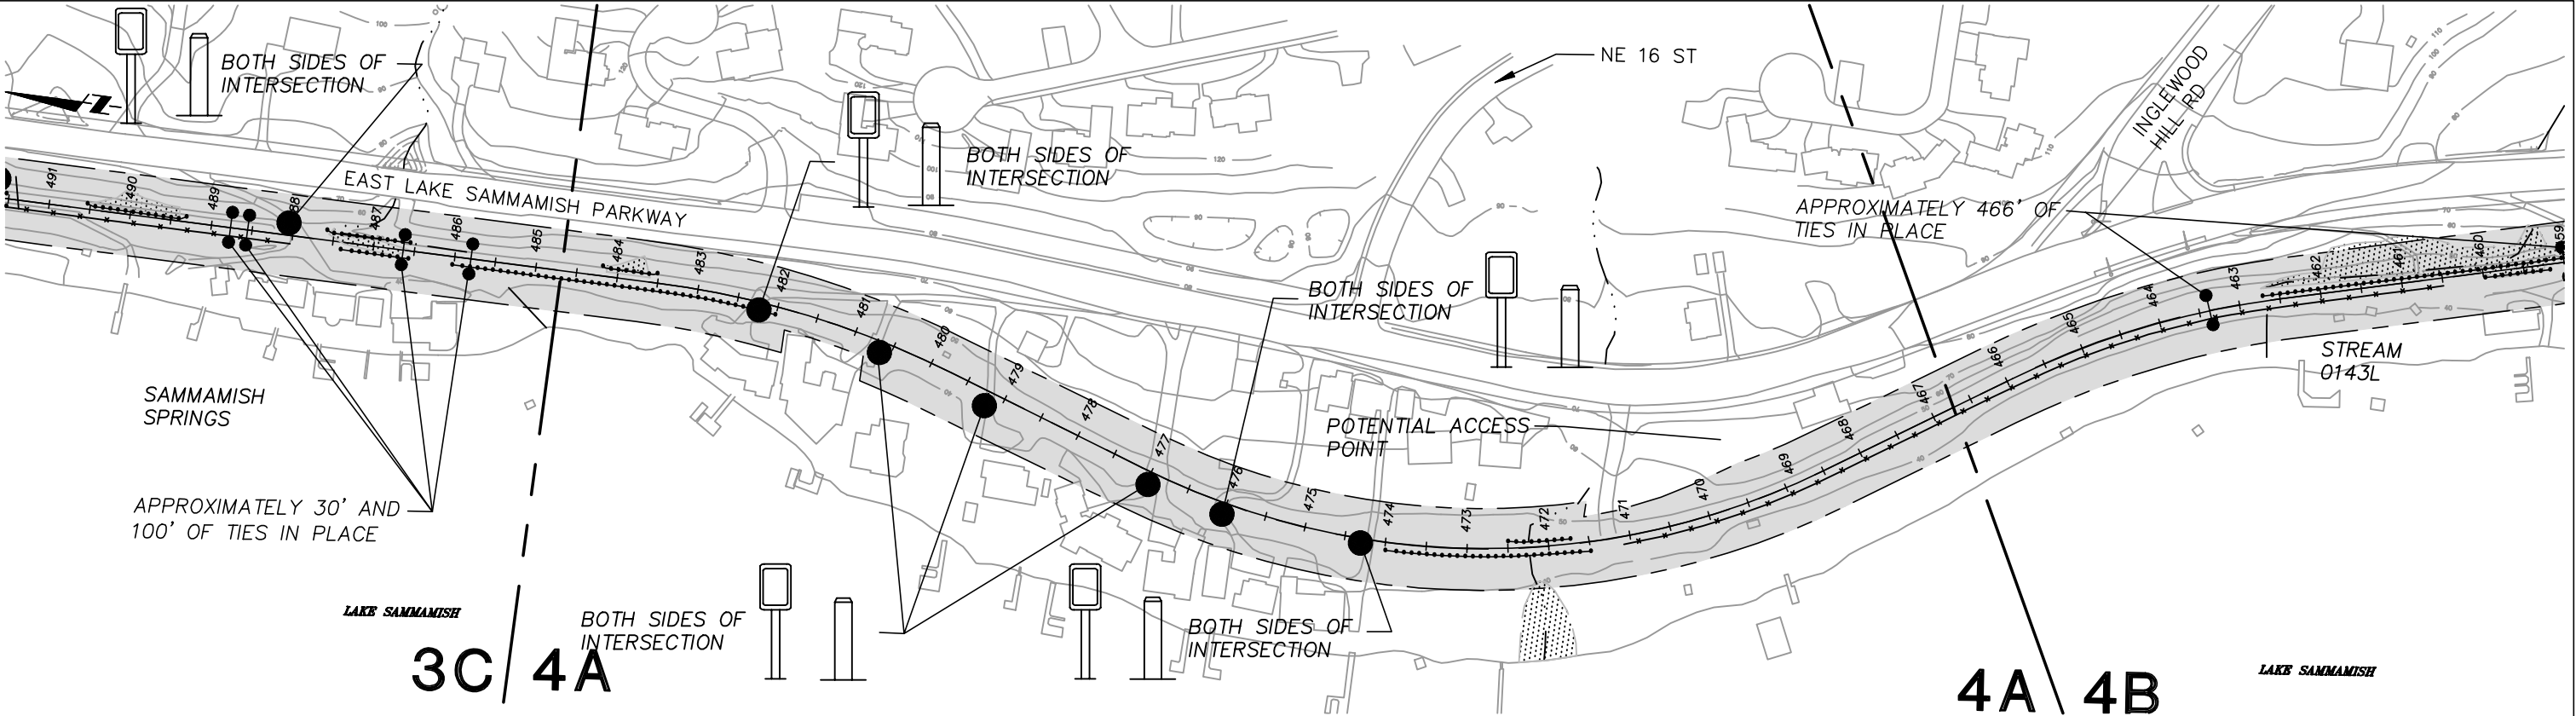 BOTH SIDES OF
INTERSECTION
NE 16 ST
BOTH SIDES OF
INTERSECTION
INGLEWOOD
HILL RD
EAST LAKE SAMMAMISH PARKWAY
APPROXIMATELY 466' OF
TIES IN PLACE
491
490
489
487
486
485
484
483
482
481
480
479
478
477
476
475
474
473
472
471
470
469
468
467
466
465
464
463
462
461
460
BOTH SIDES OF
INTERSECTION
STREAM
0143L
SAMMAMISH
SPRINGS
POTENTIAL ACCESS
POINT
APPROXIMATELY 30' AND
100' OF TIES IN PLACE
LAKE SAMMAMISH
BOTH SIDES OF
INTERSECTION
BOTH SIDES OF
INTERSECTION
3C 4A
4A 4B
LAKE SAMMAMISH